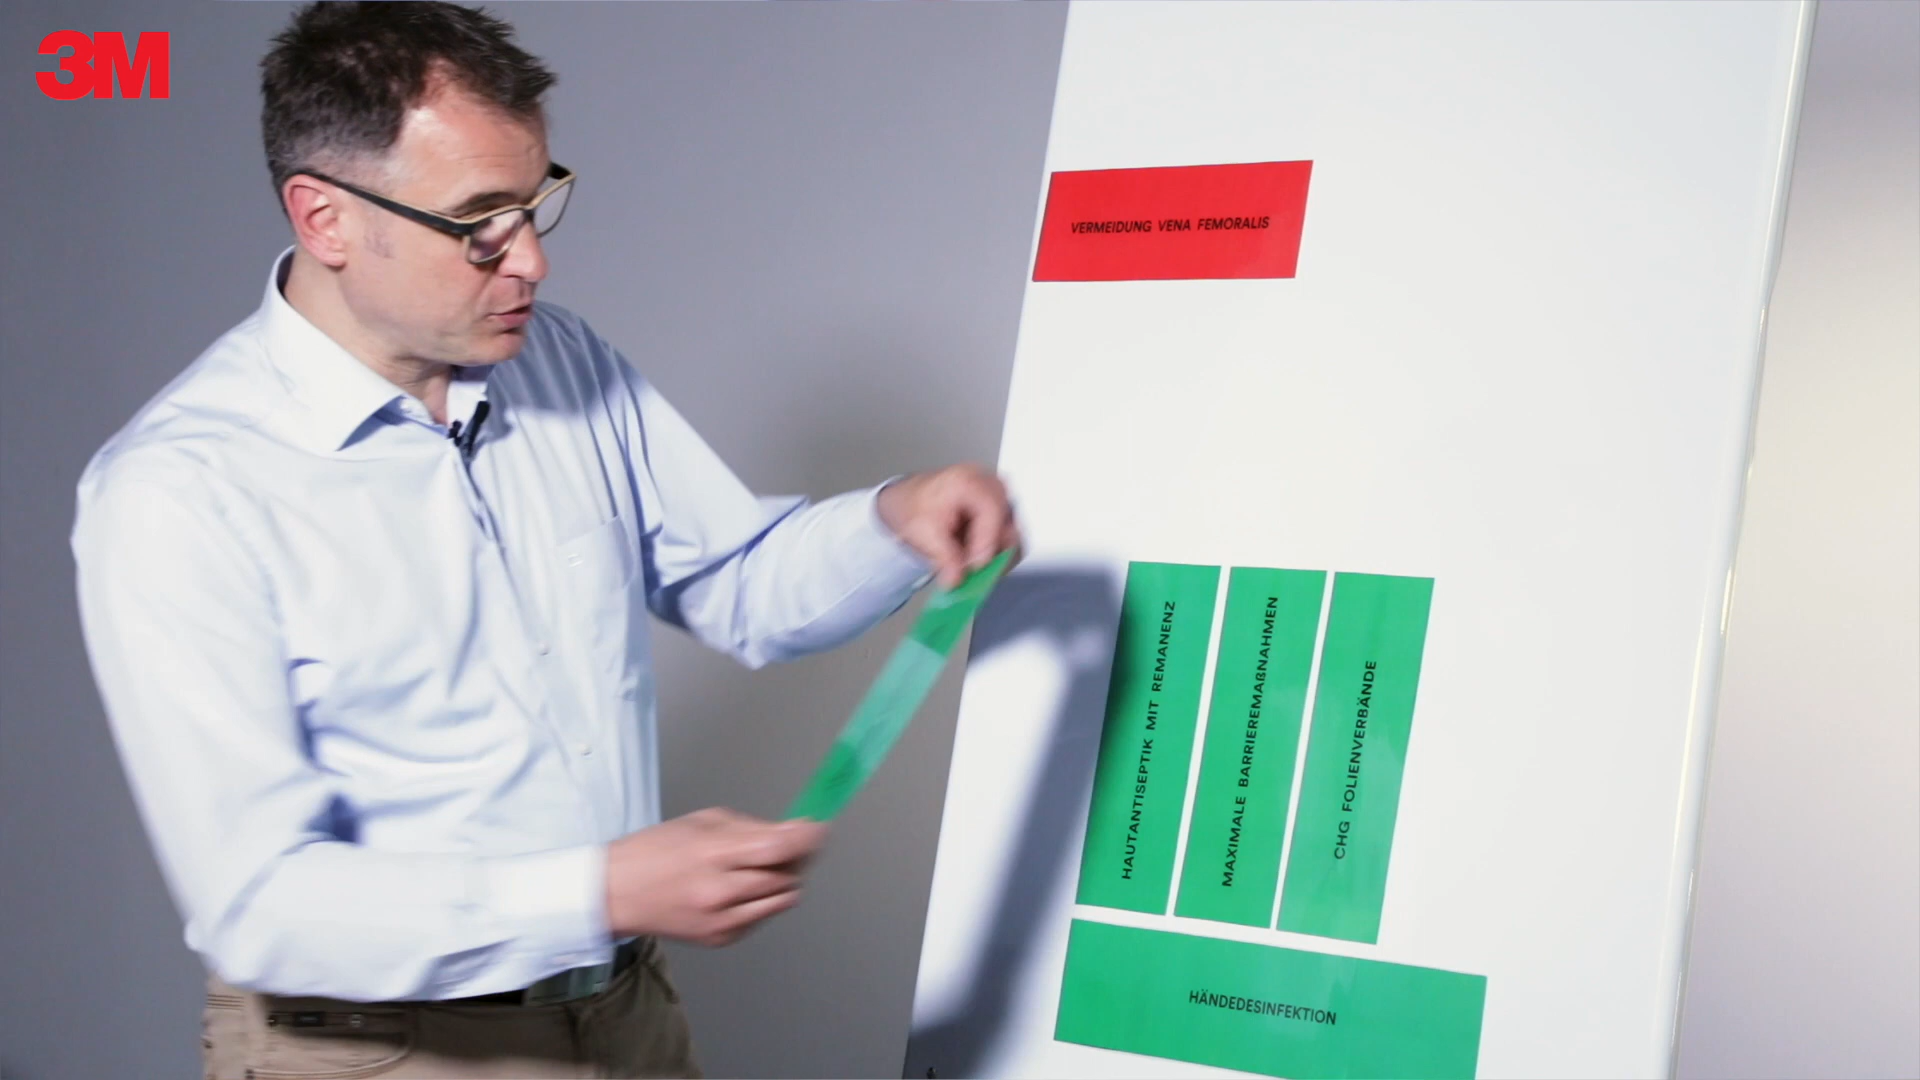 3M
VERMEIDUNG VENA FEMORALIS
HAUTANTISEPTIK MIT REMANENZ
MAXIMALE BARRIEREMAßNAHMEN
CHG FOLIENVERBÄNDE
HÄNDEDESINFEKTION